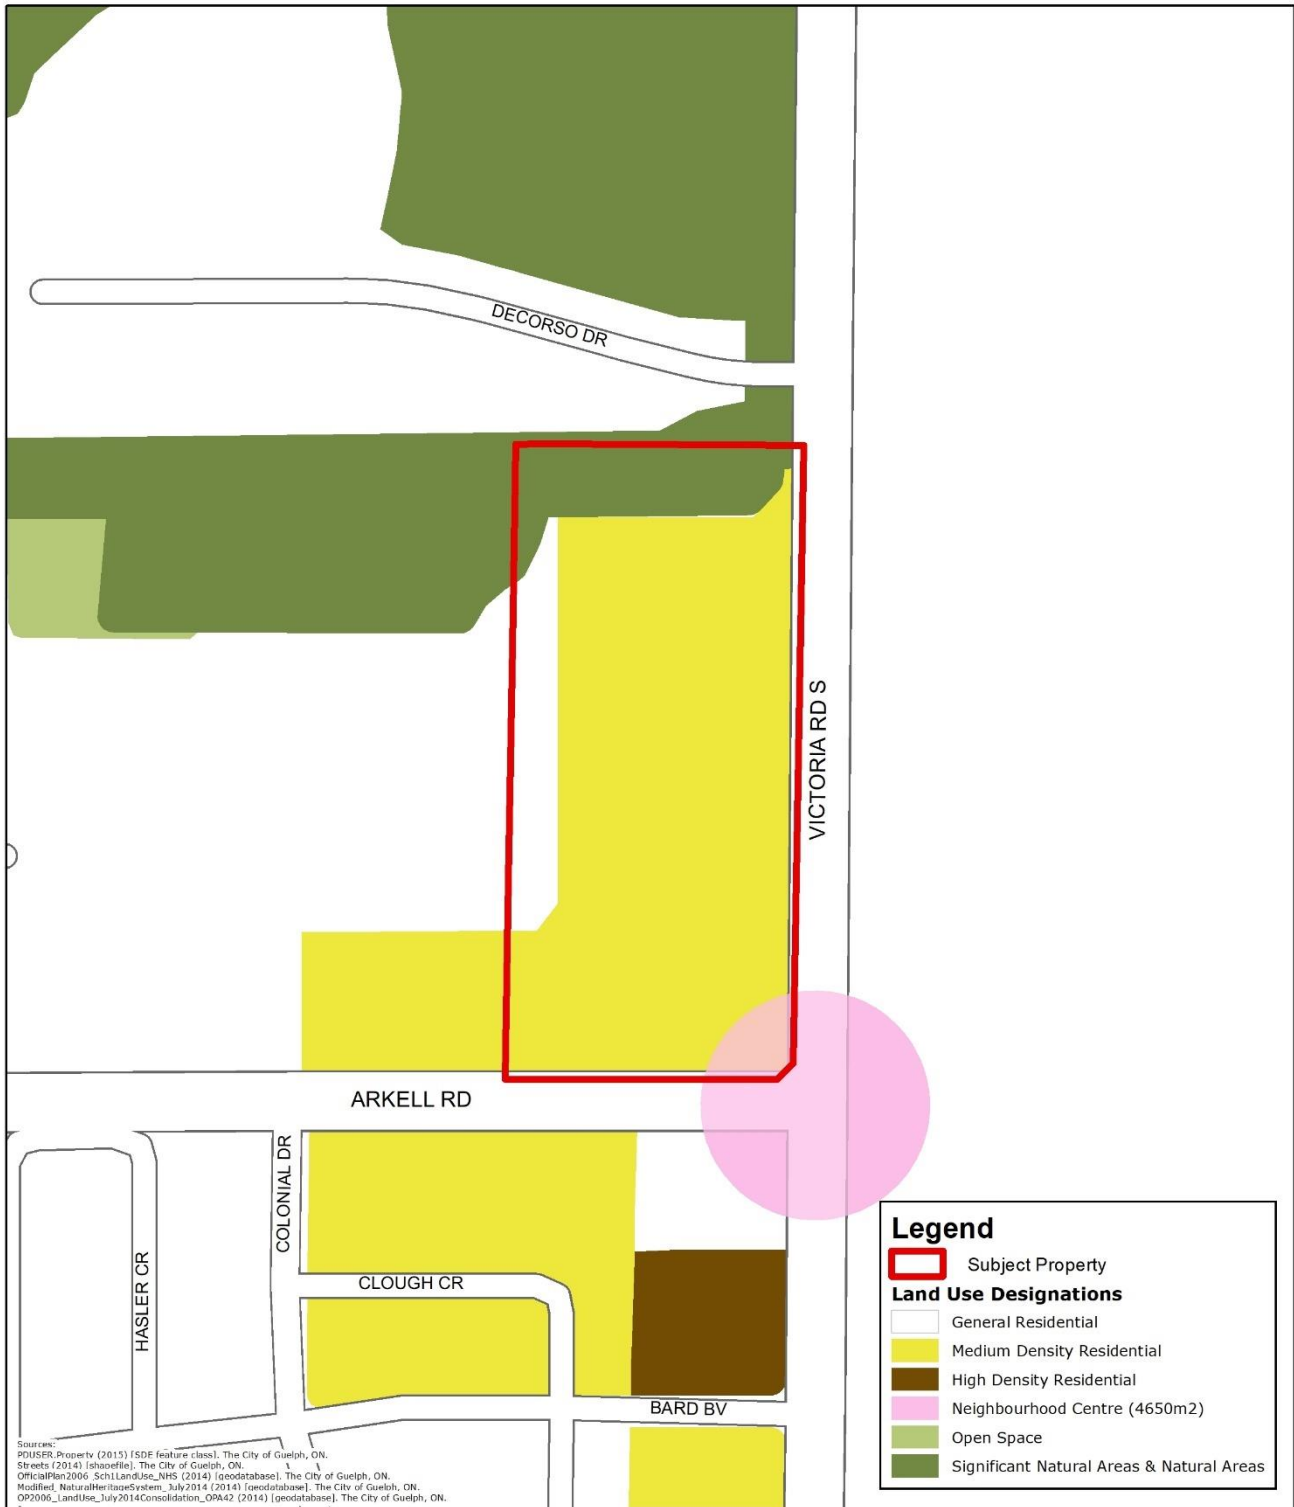 DECORSO DR
VICTORIA RD S
ARKELL RD
COLONIAL DR
HASLER CR
CLOUGH CR
BARD BV
Legend
Subject Property
Land Use Designations
General Residential
Medium Density Residential
High Density Residential
Neighbourhood Centre (4650m2)
Open Space
Significant Natural Areas & Natural Areas
Sources:
PDUSER.Property (2015) [SDE feature class]. The City of Guelph, ON.
Streets (2014) [shapefile]. The City of Guelph, ON.
OfficialPlan2006_Sch1LandUse_NHS (2014) [geodatabase]. The City of Guelph, ON.
Modified_NaturalHeritageSystem_July2014 (2014) [geodatabase]. The City of Guelph, ON.
OP2006_LandUse_July2014Consolidation_OPA42 (2014) [geodatabase]. The City of Guelph, ON.